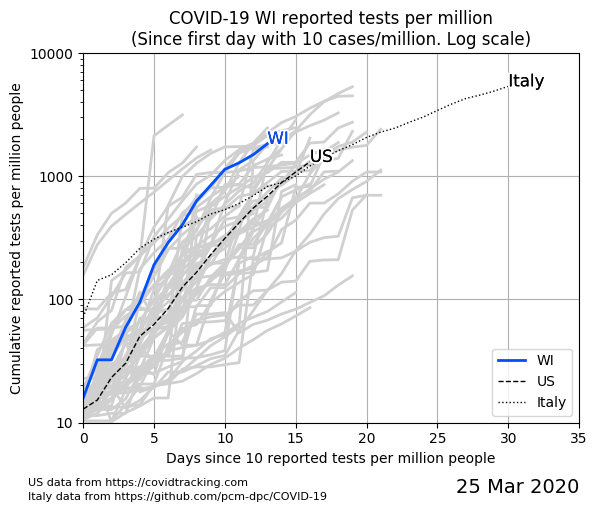 COVID-19 WI reported tests per million
(Since first day with 10 cases/million. Log scale)
Cumulative reported tests per million people
10000
1000
100
10
Italy
WI
US
WI
US
Italy
0 5 10 15 20 25 30 35
Days since 10 reported tests per million people
US data from https://covidtracking.com
Italy data from https://github.com/pcm-dpc/COVID-19
25 Mar 2020